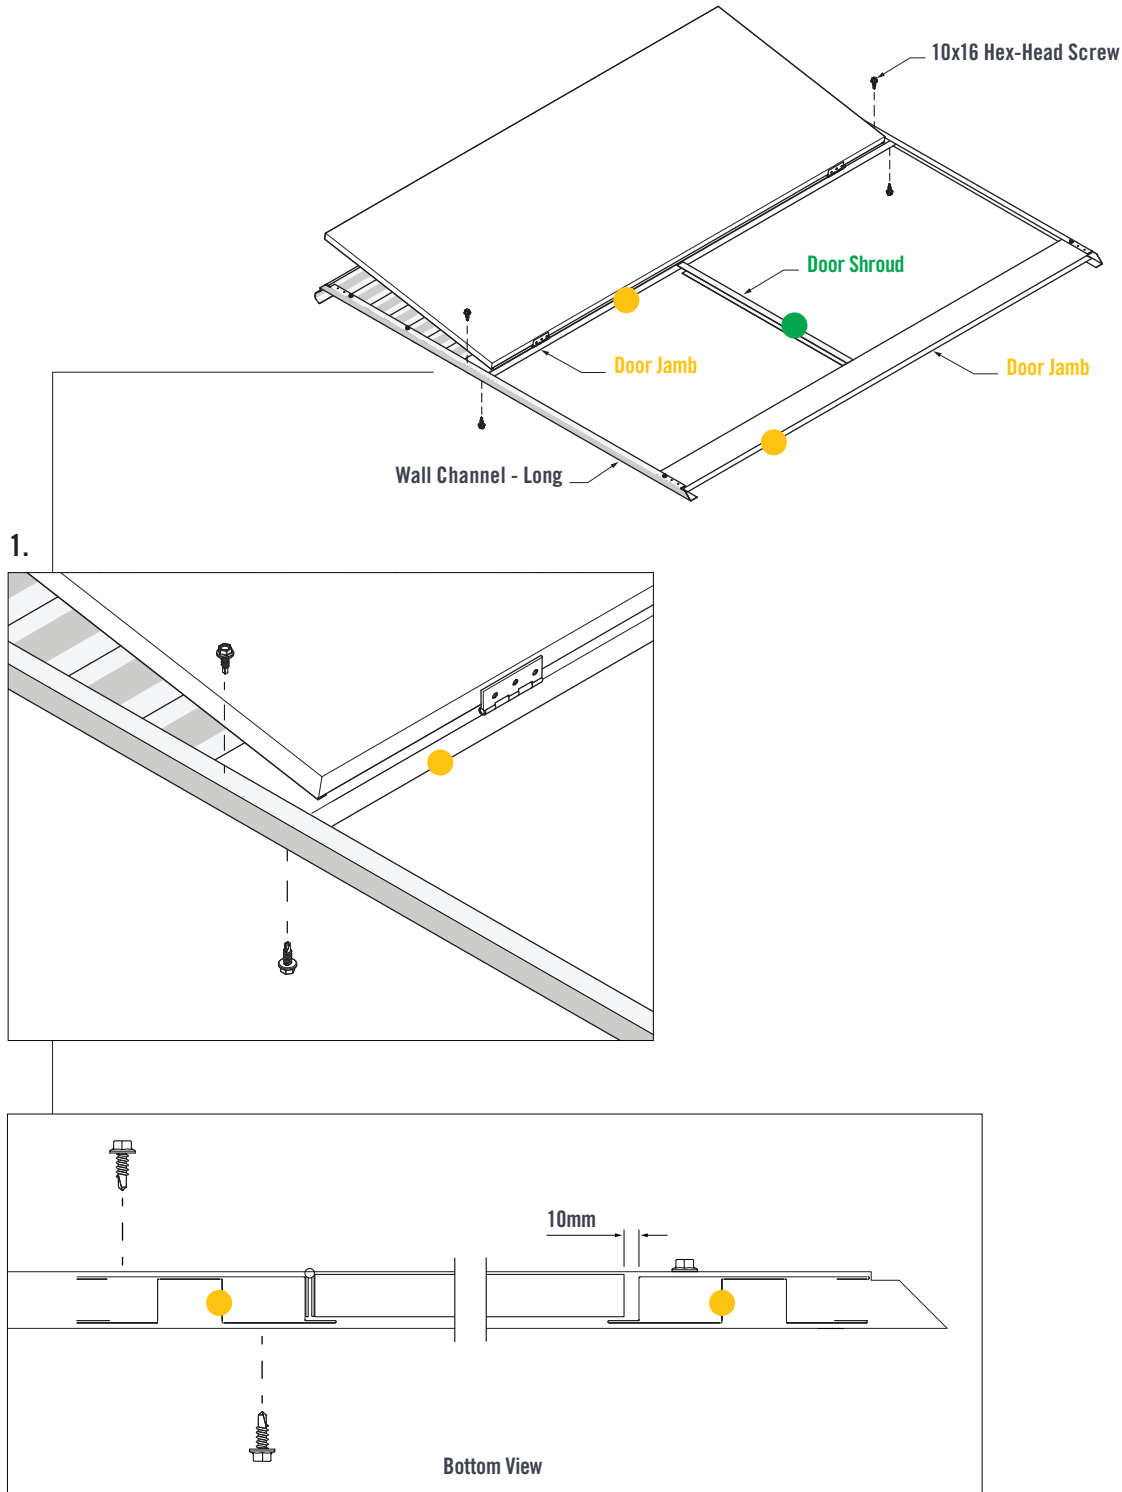 10x16 Hex-Head Screw
Door Shroud
Door Jamb
Door Jamb
Wall Channel - Long
1.
10mm
Bottom View